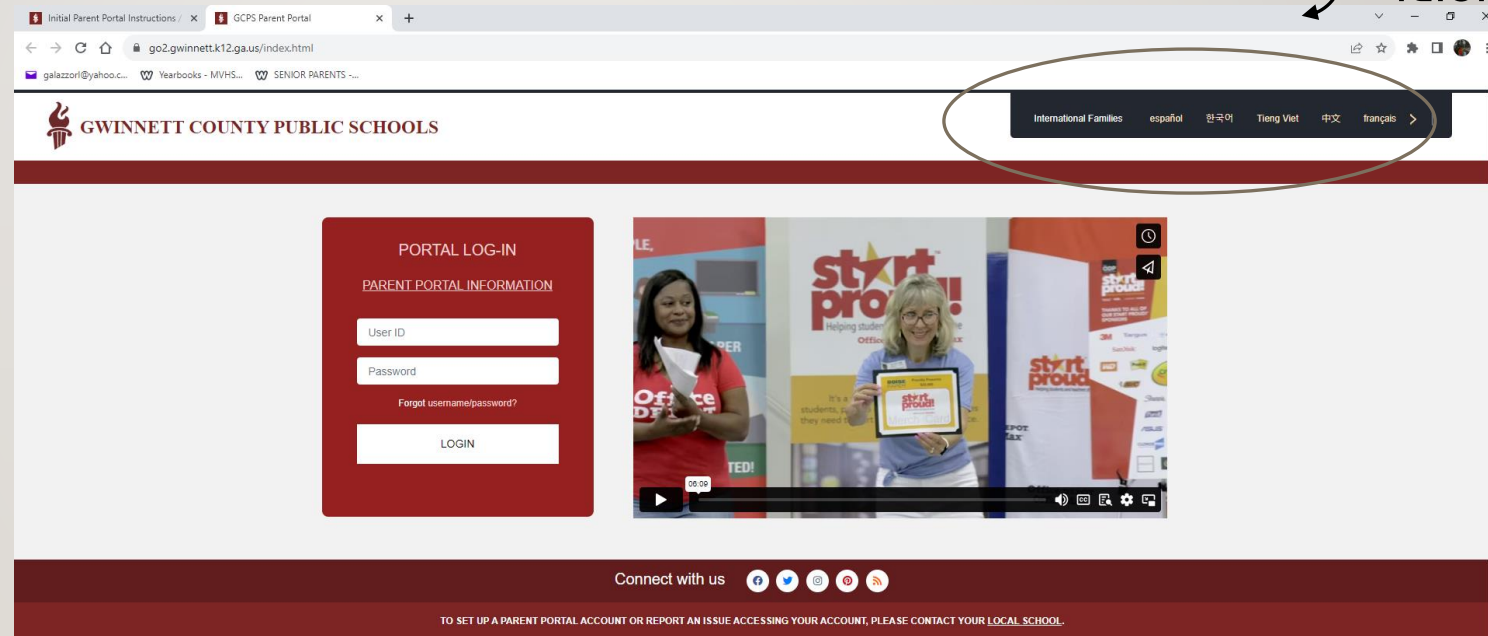 Initial Parent Portal Instructions /
GCPS Parent Portal
go2.gwinnett.k12.ga.us/index.html
galazzorl@yahoo.c...
Yearbooks - MVHS...
SENIOR PARENTS -...
GWINNETT COUNTY PUBLIC SCHOOLS
International Families español 한국어 Tieng Viet 中文 français
PORTAL LOG-IN
PARENT PORTAL INFORMATION
User ID
Password
Forgot username/password?
LOGIN
start
proud!
Helping
Office
Office
TED!
start
proud!
06:09
CC
Connect with us
TO SET UP A PARENT PORTAL ACCOUNT OR REPORT AN ISSUE ACCESSING YOUR ACCOUNT, PLEASE CONTACT YOUR LOCAL SCHOOL.